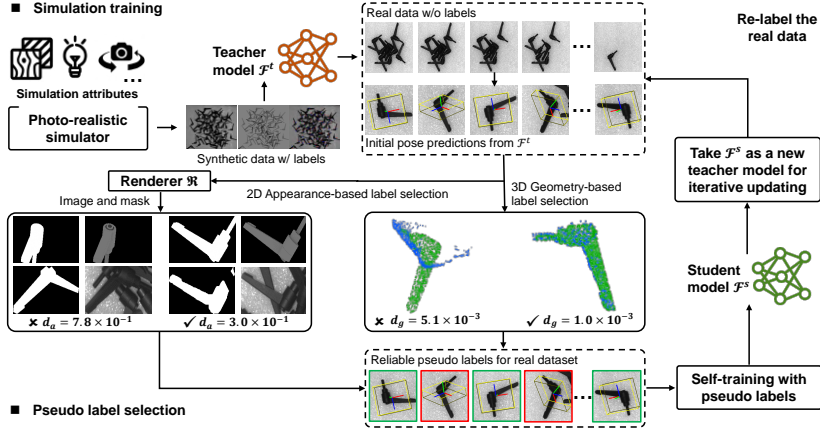 ■ Simulation training
Simulation attributes
...
Photo-realistic
simulator
Teacher
model ℱᵗ
Synthetic data w/ labels
Real data w/o labels
...
...
Initial pose predictions from ℱᵗ
Re-label the
real data
Renderer ℜ
Image and mask
2D Appearance-based label selection
3D Geometry-based
label selection
✘ dₐ = 7.8 × 10⁻¹
✓ dₐ = 3.0 × 10⁻¹
✘ d_g = 5.1 × 10⁻³
✓ d_g = 1.0 × 10⁻³
Take ℱˢ as a new
teacher model for
iterative updating
Student
model ℱˢ
Reliable pseudo labels for real dataset
...
Self-training with
pseudo labels
■ Pseudo label selection